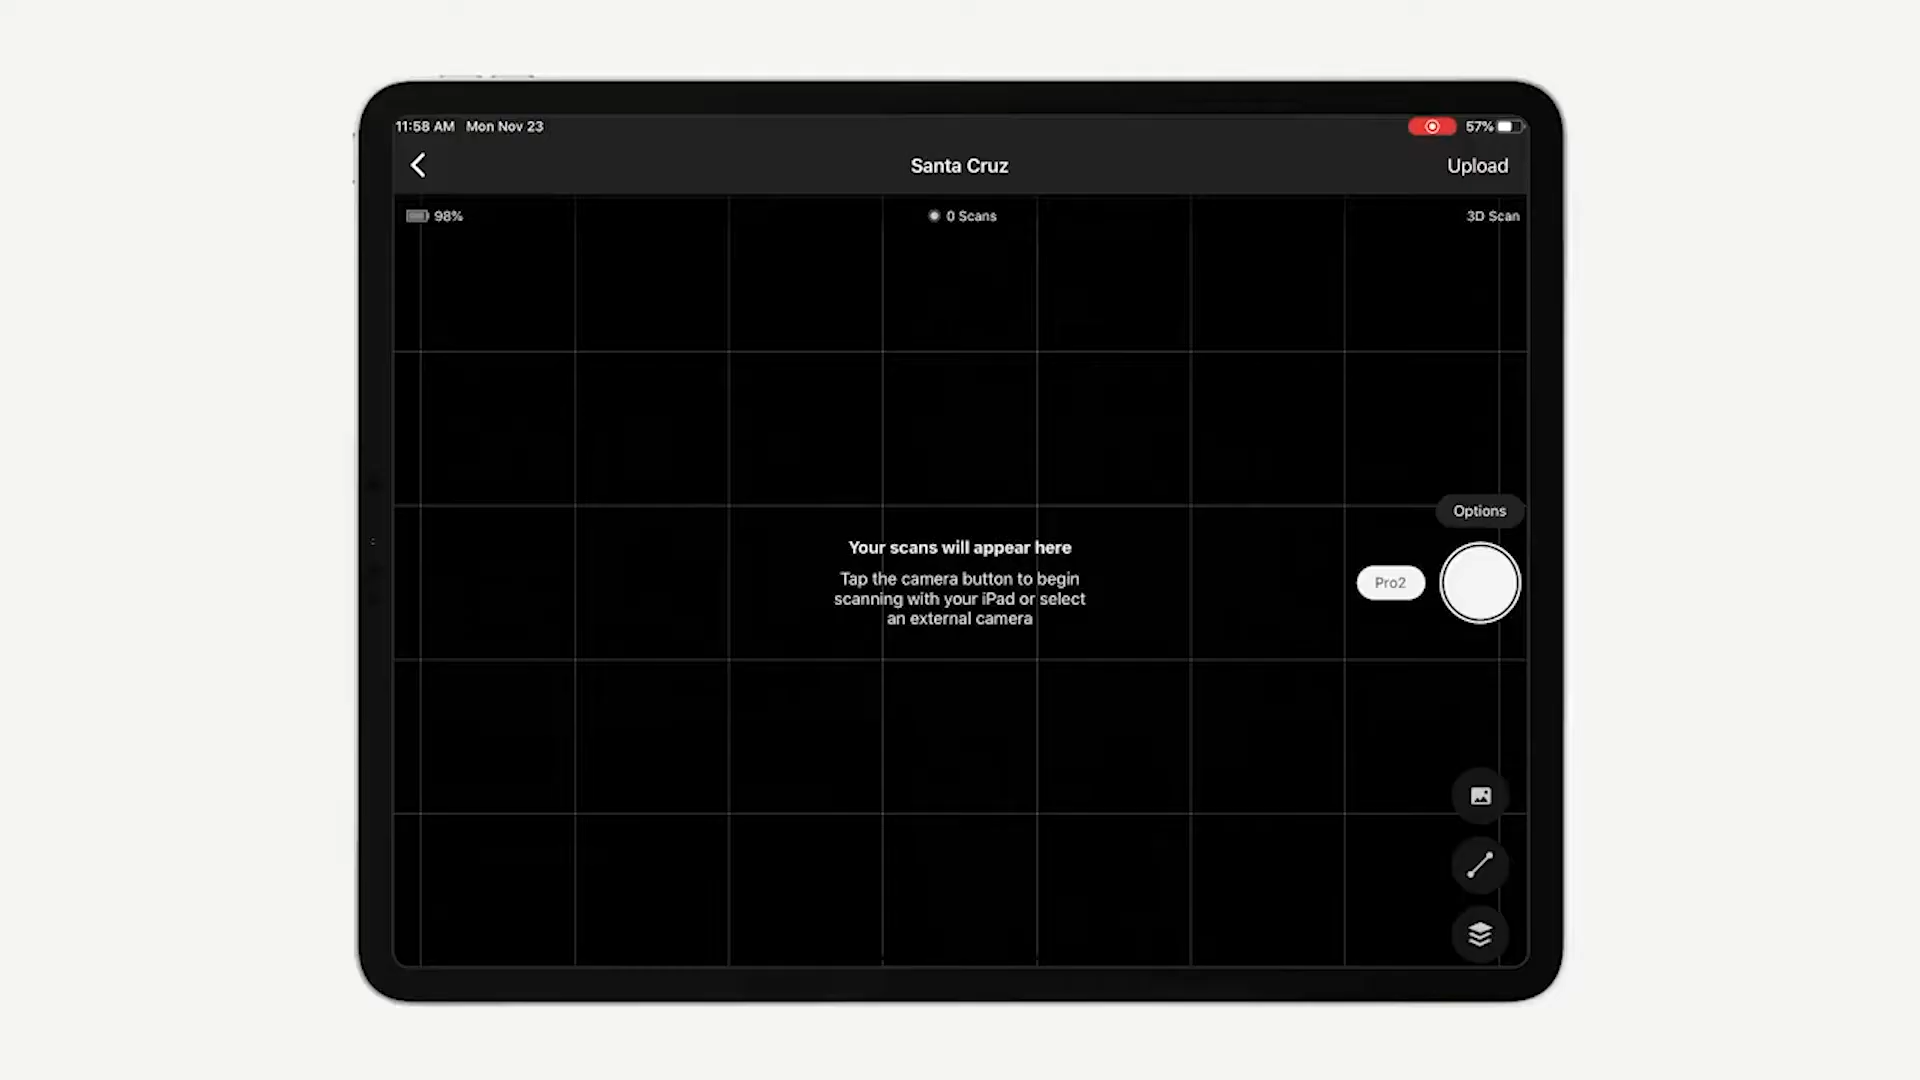 11:58 AM Mon Nov 23
57%
Santa Cruz
Upload
98%
0 Scans
3D Scan
Options
Your scans will appear here
Pro2
Tap the camera button to begin
scanning with your iPad or select
an external camera